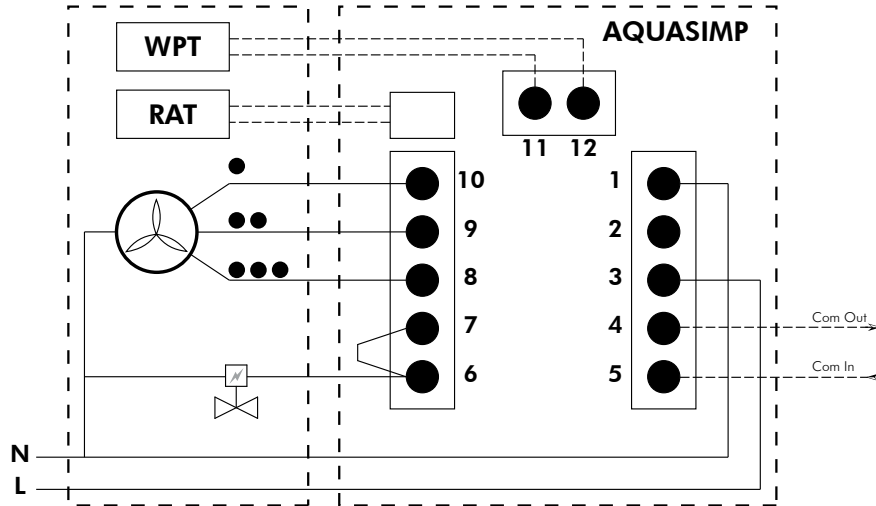 WPT
AQUASIMP
RAT
11 12
10 1
9 2
8 3
7 4 Com Out
6 5 Com In
N
L